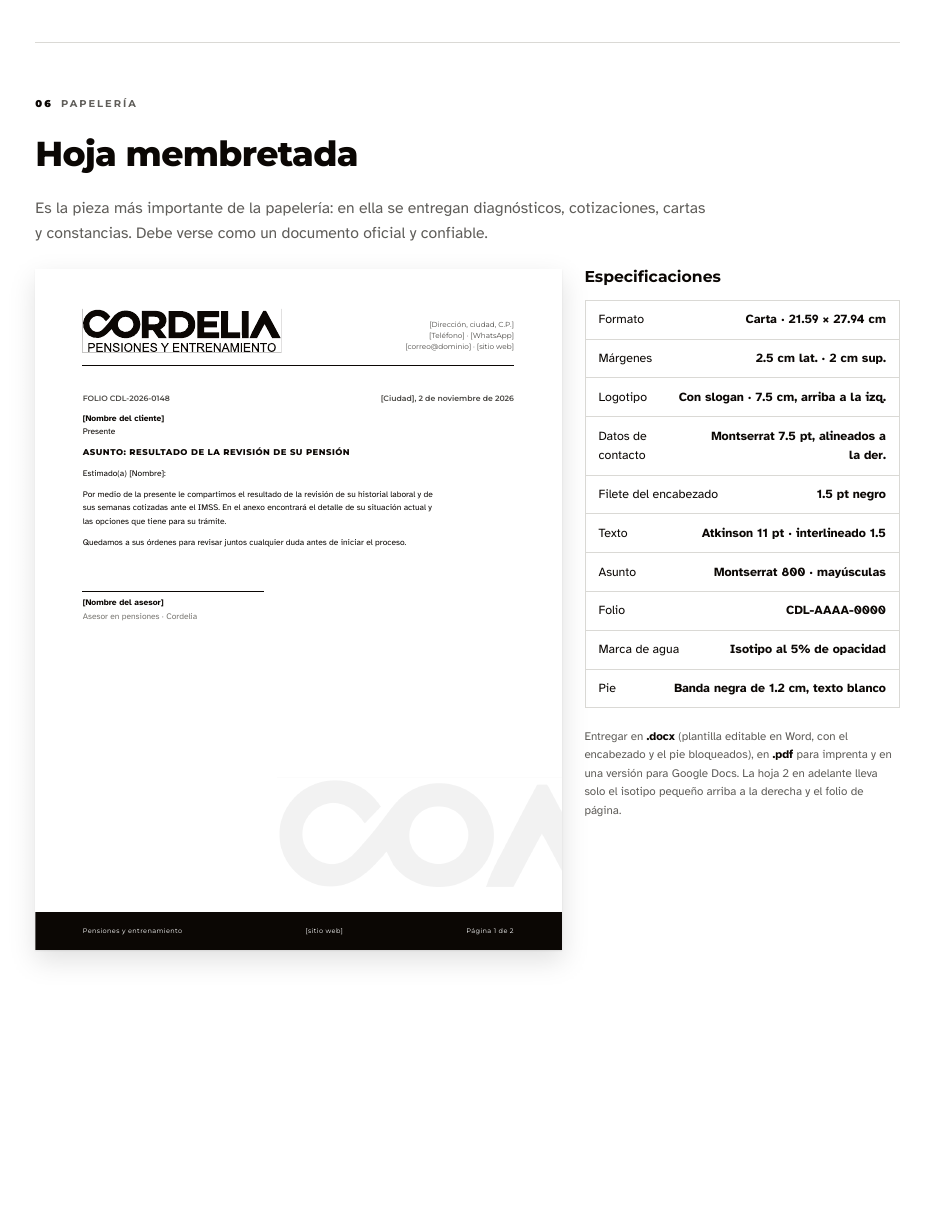 06 PAPELERÍA
Hoja membretada
Es la pieza más importante de la papelería: en ella se entregan diagnósticos, cotizaciones, cartas
y constancias. Debe verse como un documento oficial y confiable.
CORDELIA
PENSIONES Y ENTRENAMIENTO
[Dirección, ciudad, C.P.]
[Teléfono] · [WhatsApp]
[correo@dominio] · [sitio web]
FOLIO CDL-2026-0148
[Ciudad], 2 de noviembre de 2026
[Nombre del cliente]
Presente
ASUNTO: RESULTADO DE LA REVISIÓN DE SU PENSIÓN
Estimado(a) [Nombre]:
Por medio de la presente le compartimos el resultado de la revisión de su historial laboral y de
sus semanas cotizadas ante el IMSS. En el anexo encontrará el detalle de su situación actual y
las opciones que tiene para su trámite.
Quedamos a sus órdenes para revisar juntos cualquier duda antes de iniciar el proceso.
[Nombre del asesor]
Asesor en pensiones · Cordelia
Pensiones y entrenamiento
[sitio web]
Página 1 de 2
Especificaciones
Formato Carta · 21.59 × 27.94 cm
Márgenes 2.5 cm lat. · 2 cm sup.
Logotipo Con slogan · 7.5 cm, arriba a la izq.
Datos de contacto Montserrat 7.5 pt, alineados a la der.
Filete del encabezado 1.5 pt negro
Texto Atkinson 11 pt · interlineado 1.5
Asunto Montserrat 800 · mayúsculas
Folio CDL-AAAA-0000
Marca de agua Isotipo al 5% de opacidad
Pie Banda negra de 1.2 cm, texto blanco
Entregar en .docx (plantilla editable en Word, con el
encabezado y el pie bloqueados), en .pdf para imprenta y en
una versión para Google Docs. La hoja 2 en adelante lleva
solo el isotipo pequeño arriba a la derecha y el folio de
página.